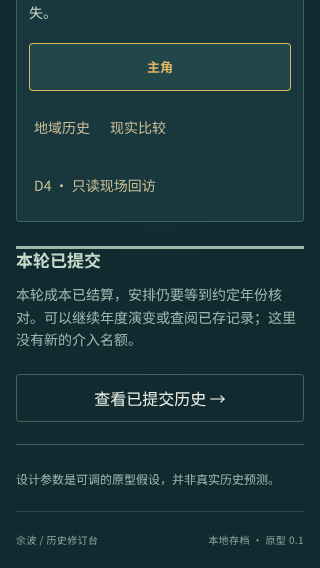 失。
主角
地域历史 现实比较
D4 · 只读现场回访
本轮已提交
本轮成本已结算，安排仍要等到约定年份核
对。可以继续年度演变或查阅已存记录；这里
没有新的介入名额。
查看已提交历史 →
设计参数是可调的原型假设，并非真实历史预测。
余波 / 历史修订台 本地存档 · 原型 0.1